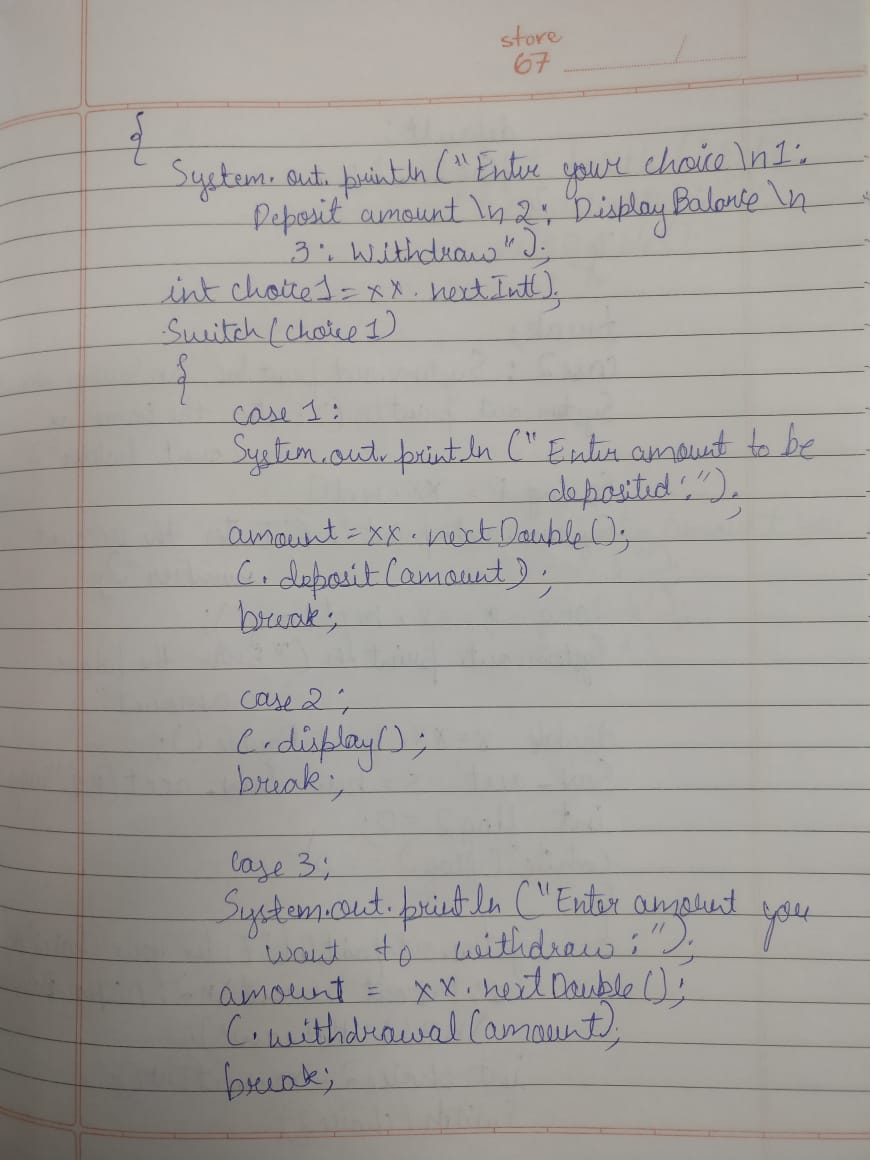 store
67
{
System.out.println("Enter your choice \n1:
Deposit amount \n 2: Display Balance \n
3: Withdraw");
int choice1 = xx.nextInt();
Switch(choice1)
{
case 1:
System.out.println ("Enter amount to be
deposited:");
amount = xx.nextDouble();
C.deposit(amount);
break;
case 2;
C.display();
break;
Case 3;
System.out.println ("Enter amount you
want to withdraw:");
amount = xx.nextDouble();
C.withdrawal(amount);
break;